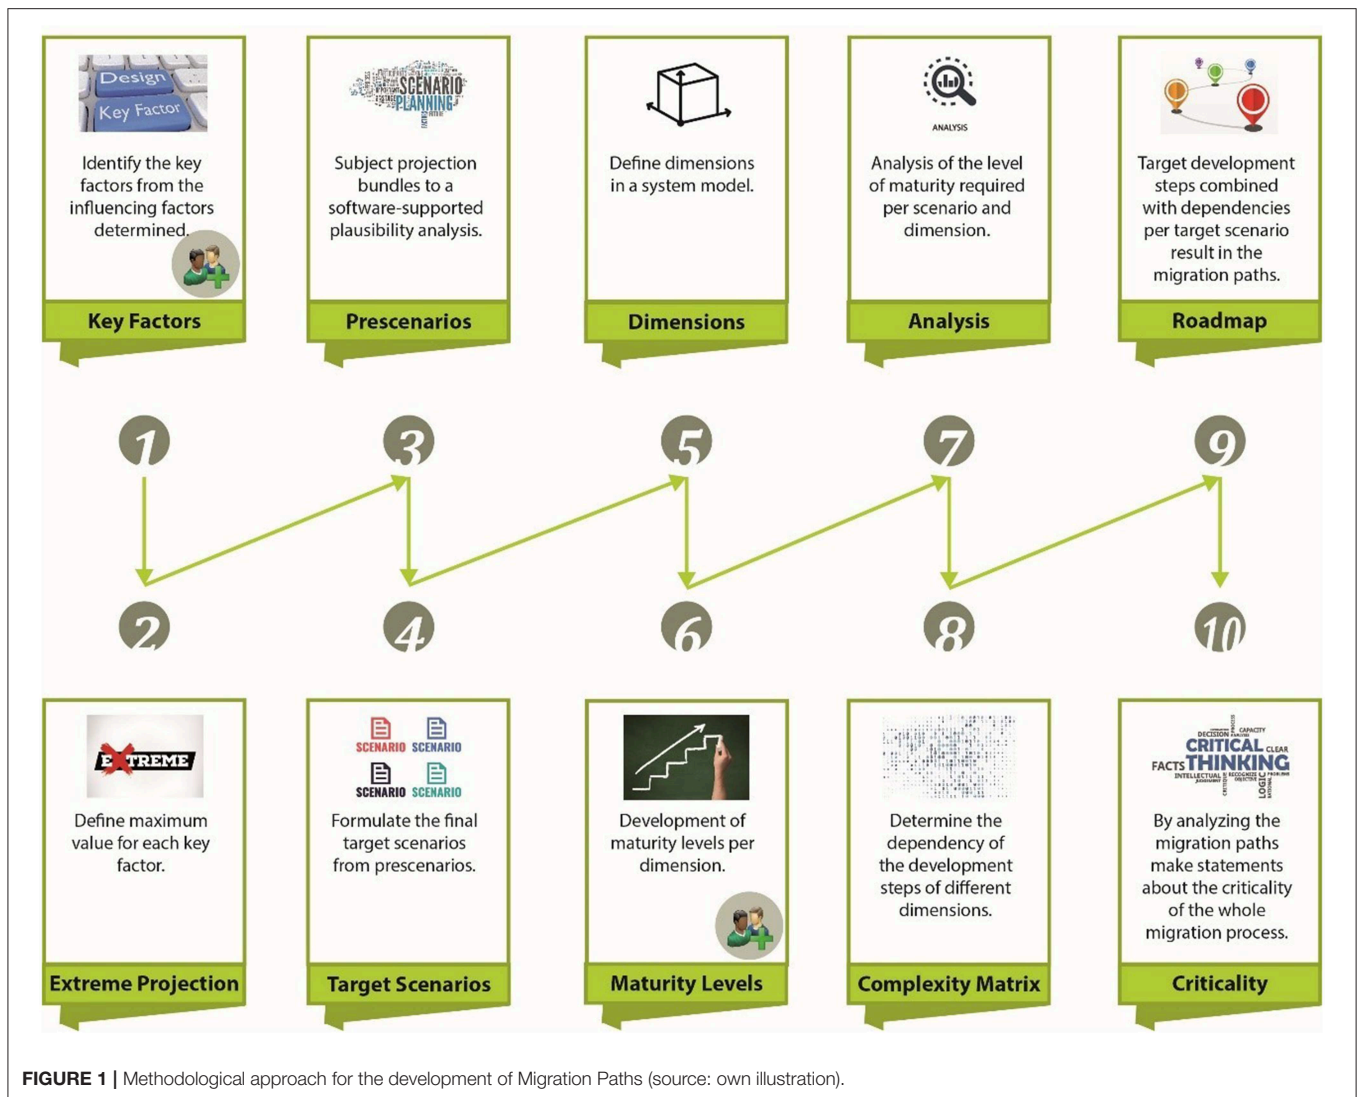 Design
Key Factor
Identify the key
factors from the
influencing factors
determined.
Key Factors
SCENARIO
PLANNING
Subject projection
bundles to a
software-supported
plausibility analysis.
Prescenarios
Define dimensions
in a system model.
Dimensions
ANALYSIS
Analysis of the level
of maturity required
per scenario and
dimension.
Analysis
Target development
steps combined
with dependencies
per target scenario
result in the
migration paths.
Roadmap
1
3
5
7
9
2
4
6
8
10
EXTREME
Define maximum
value for each key
factor.
Extreme Projection
SCENARIO SCENARIO
SCENARIO SCENARIO
Formulate the final
target scenarios
from prescenarios.
Target Scenarios
Development of
maturity levels per
dimension.
Maturity Levels
Determine the
dependency of
the development
steps of different
dimensions.
Complexity Matrix
DECISION CAPACITY
CRITICAL CLEAR
FACTS THINKING
INTELLECTUAL RECOGNIZE PROBLEMS
OBJECTIVE
LOGIC
By analyzing the
migration paths
make statements
about the criticality
of the whole
migration process.
Criticality
FIGURE 1 | Methodological approach for the development of Migration Paths (source: own illustration).